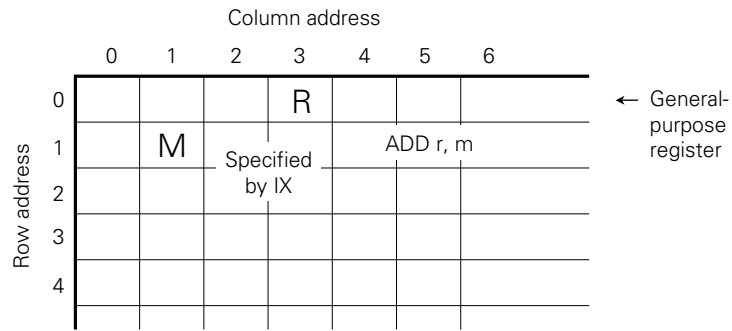 Column address
0 1 2 3 4 5 6
Row address
0 R ← General-
purpose
register
1 M Specified
by IX
ADD r, m
2
3
4